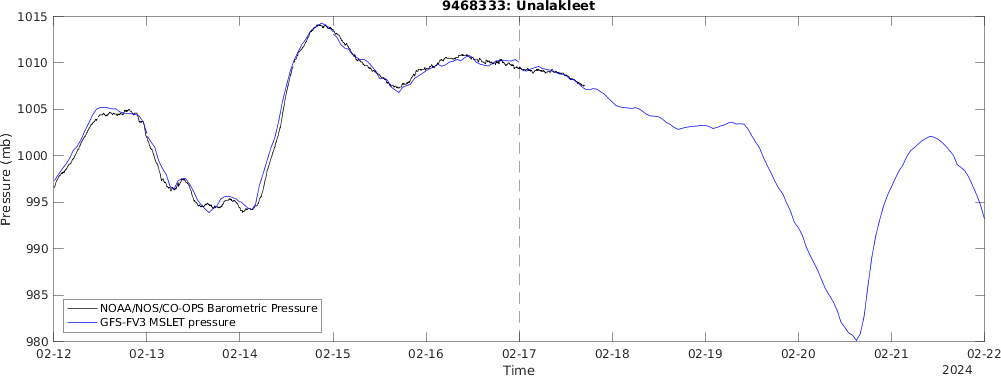 9468333: Unalakleet
Pressure (mb)
1015
1010
1005
1000
995
990
985
980
NOAA/NOS/CO-OPS Barometric Pressure
GFS-FV3 MSLET pressure
02-12 02-13 02-14 02-15 02-16 02-17 02-18 02-19 02-20 02-21 02-22
Time
2024